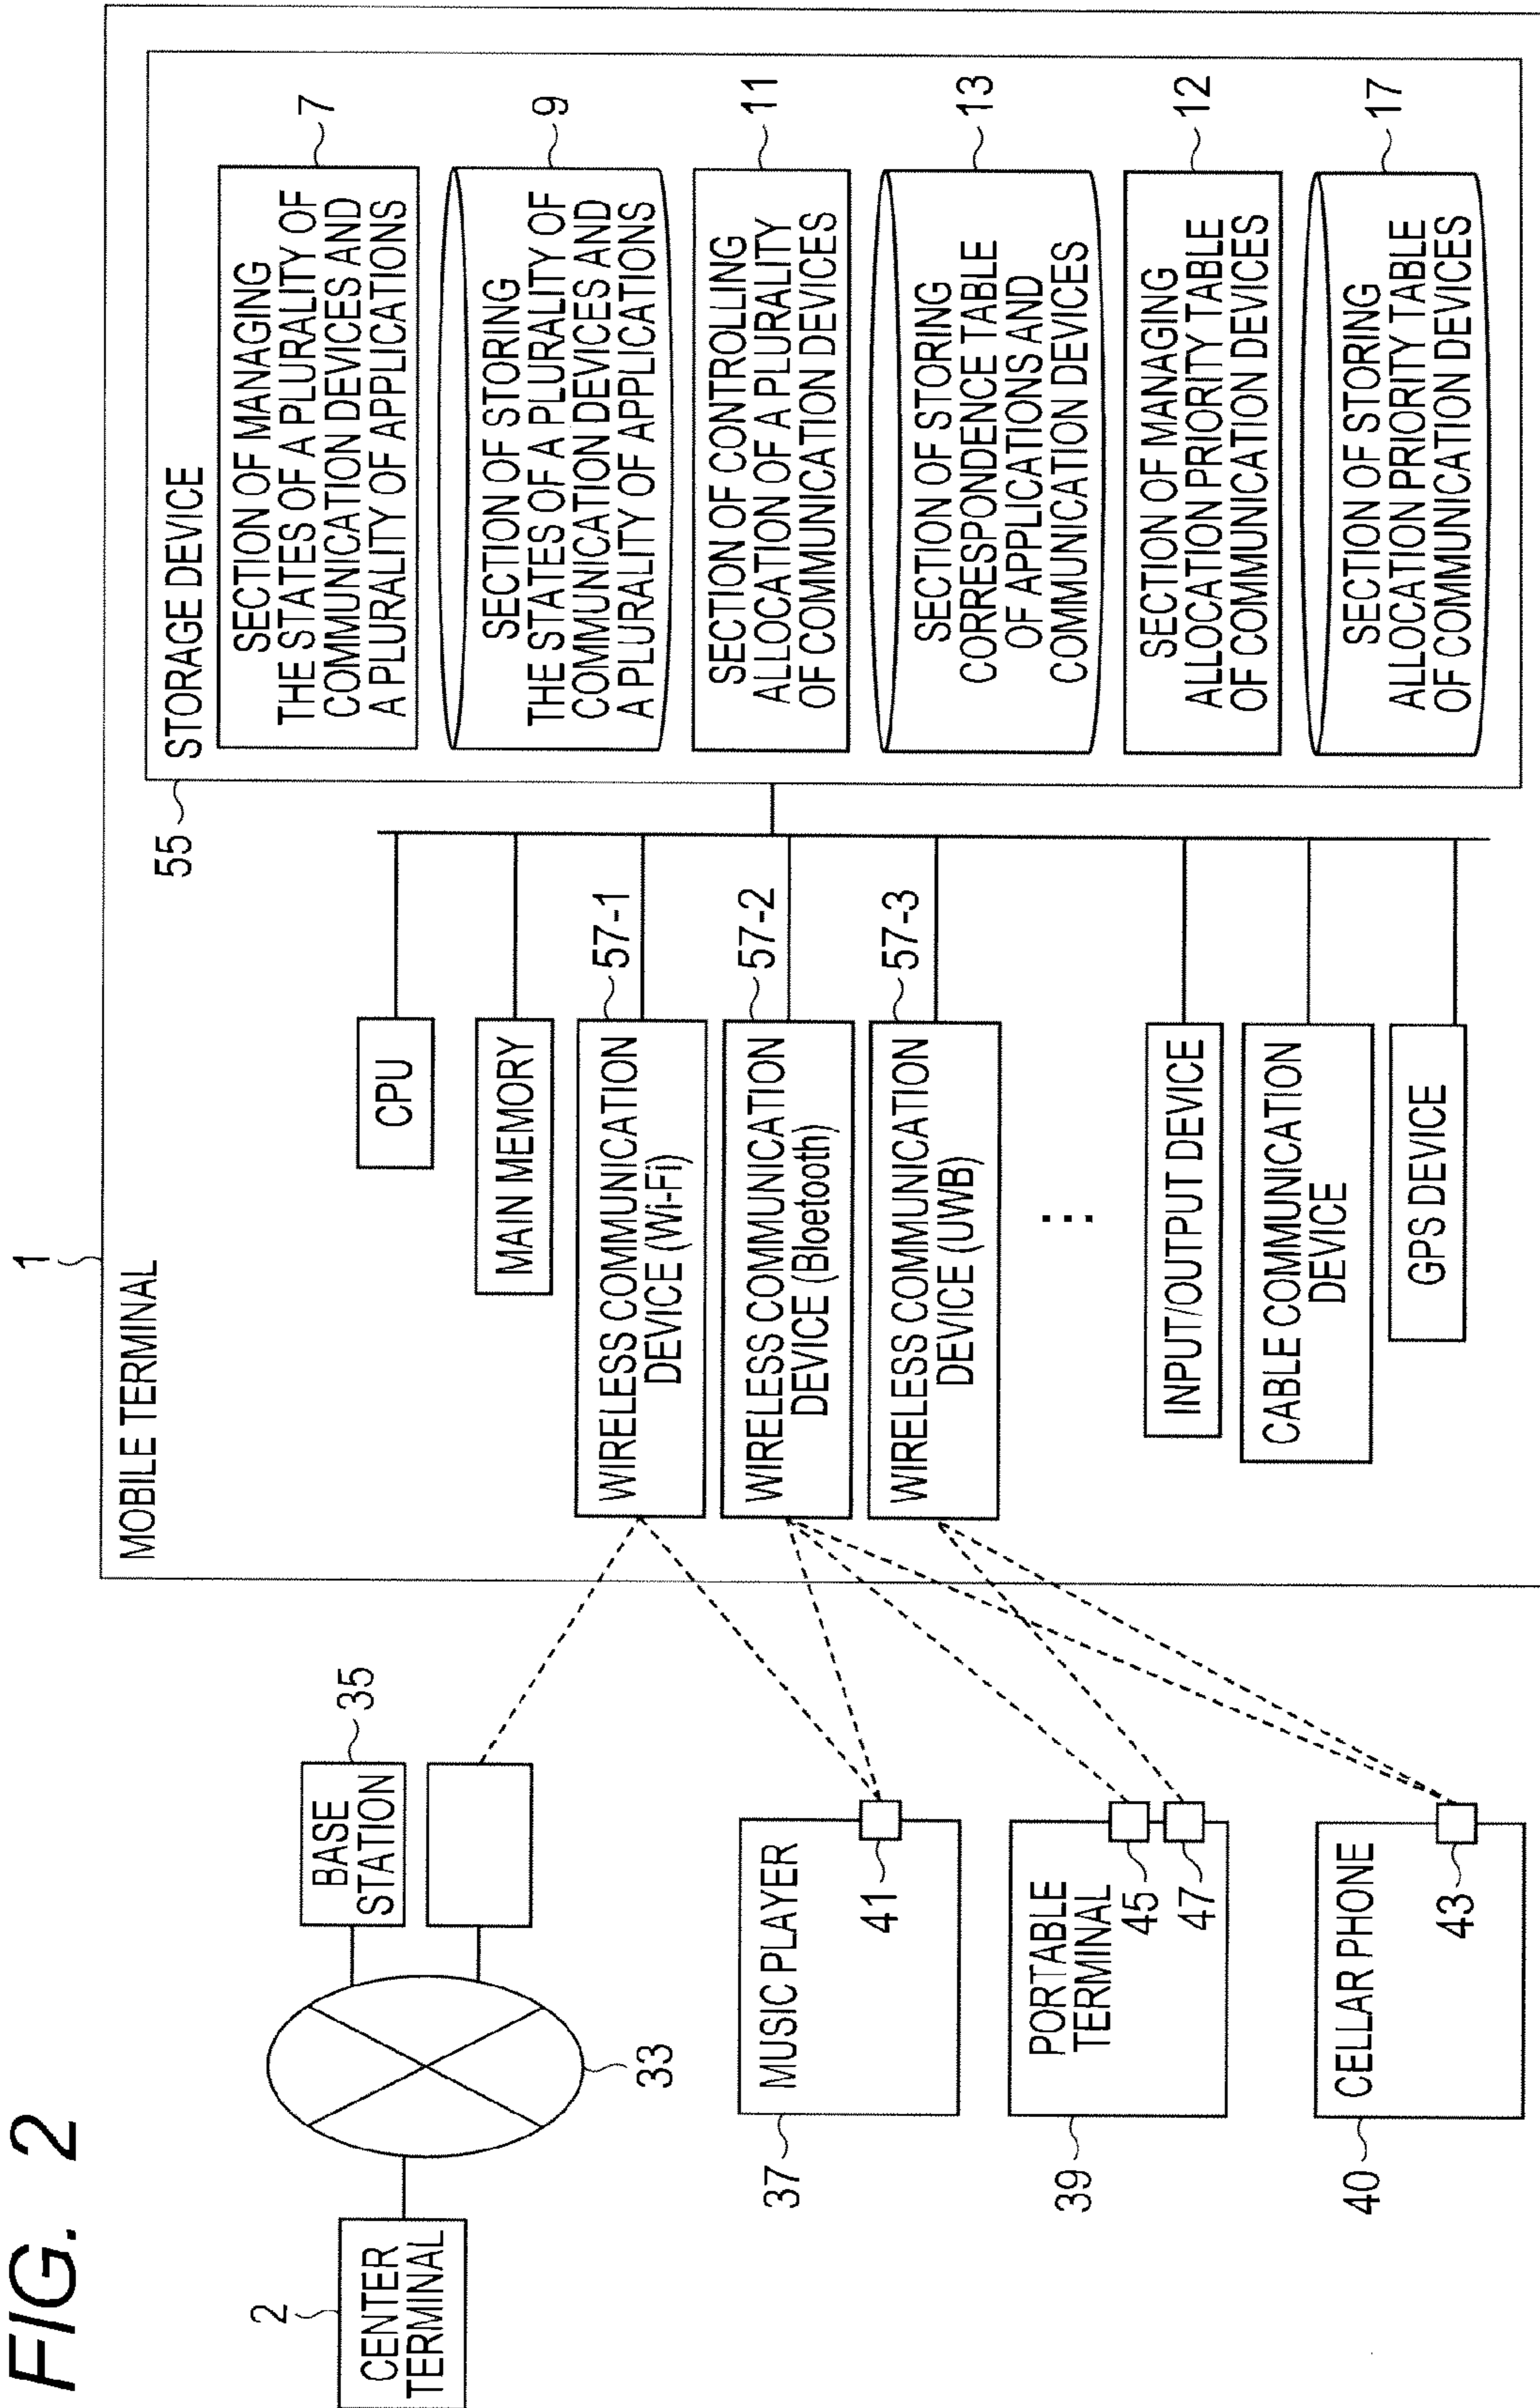 FIG. 2
1
MOBILE TERMINAL
2
CENTER
TERMINAL
33
BASE
STATION
35
37
MUSIC PLAYER
41
39
PORTABLE
TERMINAL
45
47
40
CELLAR PHONE
43
CPU
MAIN MEMORY
WIRELESS COMMUNICATION
DEVICE (Wi-Fi)
57-1
WIRELESS COMMUNICATION
DEVICE (Bloetooth)
57-2
WIRELESS COMMUNICATION
DEVICE (UWB)
57-3
...
INPUT/OUTPUT DEVICE
CABLE COMMUNICATION
DEVICE
GPS DEVICE
55
STORAGE DEVICE
SECTION OF MANAGING
THE STATES OF A PLURALITY OF
COMMUNICATION DEVICES AND
A PLURALITY OF APPLICATIONS
7
SECTION OF STORING
THE STATES OF A PLURALITY OF
COMMUNICATION DEVICES AND
A PLURALITY OF APPLICATIONS
9
SECTION OF CONTROLLING
ALLOCATION OF A PLURALITY
OF COMMUNICATION DEVICES
11
SECTION OF STORING
CORRESPONDENCE TABLE
OF APPLICATIONS AND
COMMUNICATION DEVICES
13
SECTION OF MANAGING
ALLOCATION PRIORITY TABLE
OF COMMUNICATION DEVICES
12
SECTION OF STORING
ALLOCATION PRIORITY TABLE
OF COMMUNICATION DEVICES
17